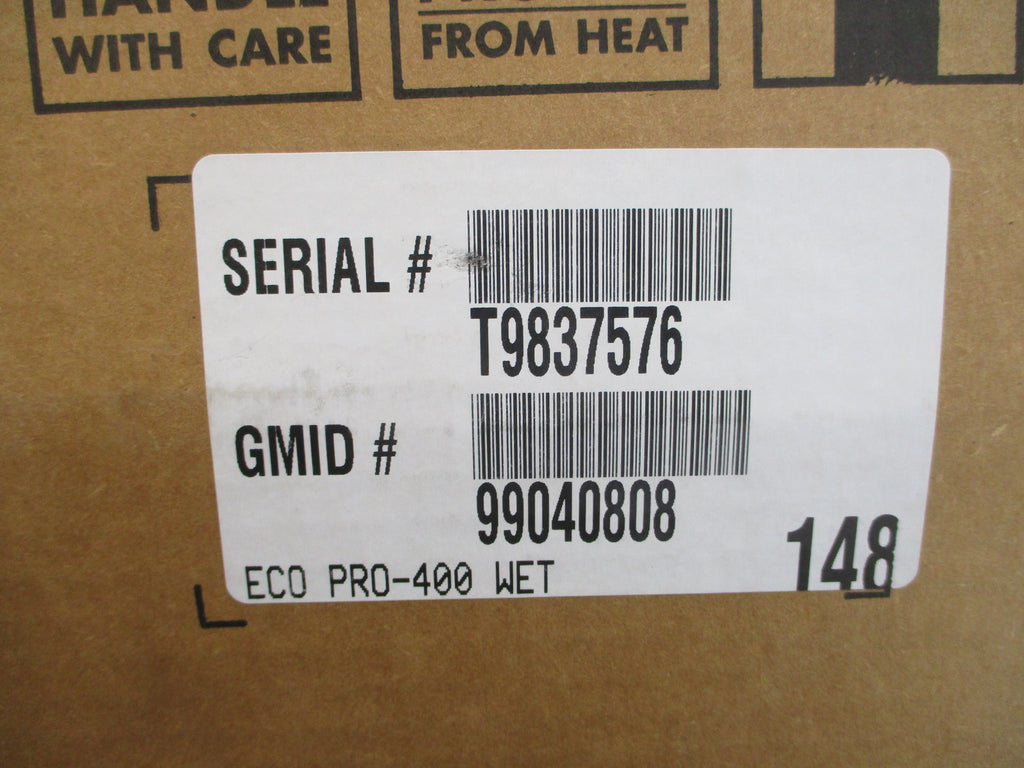 HANDLE
WITH CARE
FROM HEAT
SERIAL #
T9837576
GMID #
99040808
148
ECO PRO-400 WET